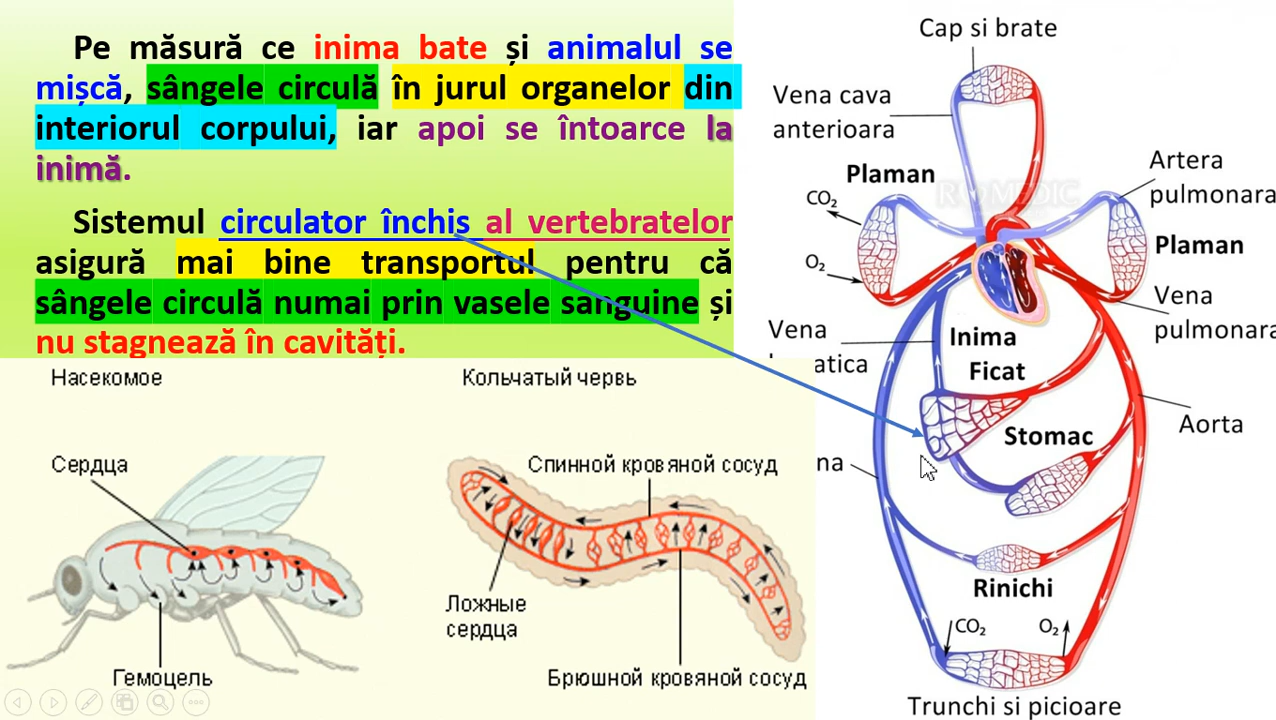 Pe măsură ce inima bate și animalul se
mișcă, sângele circulă în jurul organelor din
interiorul corpului, iar apoi se întoarce la
inimă.
Sistemul circulator închis al vertebratelor
asigură mai bine transportul pentru că
sângele circulă numai prin vasele sanguine și
nu stagnează în cavități.
Насекомое
Сердца
Гемоцель
Кольчатый червь
Спинной кровяной сосуд
Ложные
сердца
Брюшной кровяной сосуд
Cap si brate
Vena cava
anterioara
Plaman
CO₂
O₂
Artera
pulmonara
Plaman
Vena
pulmonara
Vena
atica
Inima
Ficat
Stomac
Aorta
na
Rinichi
CO₂
O₂
Trunchi si picioare